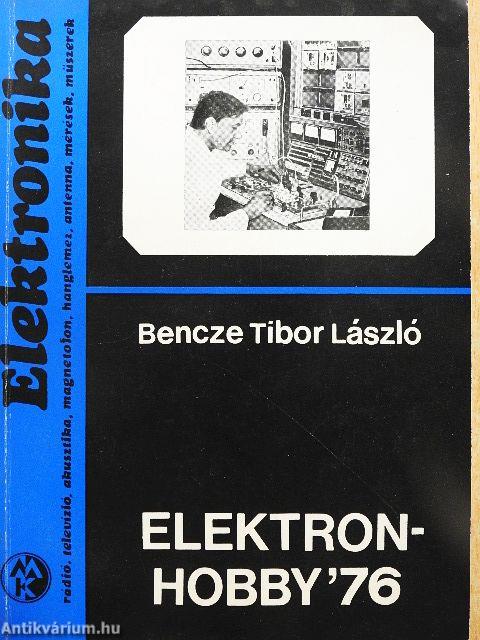 Elektronika
rádió, televízió, akusztika, magnetofon, hanglemez, antenna, mérések, műszerek
Bencze Tibor László
ELEKTRON-
HOBBY '76
MK
Antikvárium.hu